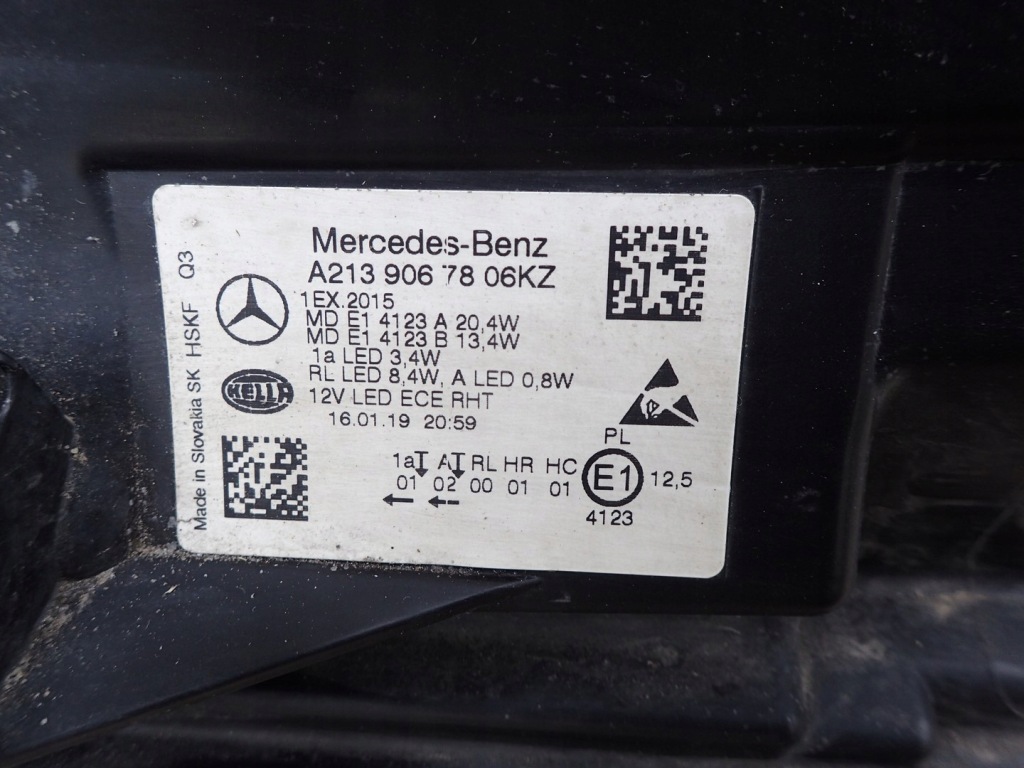 Mercedes-Benz
A213 906 78 06KZ
1EX.2015
MD E1 4123 A 20,4W
MD E1 4123 B 13,4W
1a LED 3,4W
RL LED 8,4W, A LED 0,8W
12V LED ECE RHT
16.01.19 20:59
HELLA
Made in Slovakia SK HSKF Q3
1a A RL HR HC
01 02 00 01 01
PL
E1 12,5
4123